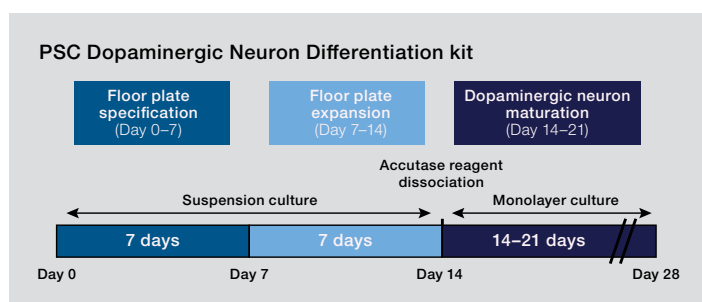 PSC Dopaminergic Neuron Differentiation kit
Floor plate
specification
(Day 0–7)
Floor plate
expansion
(Day 7–14)
Dopaminergic neuron
maturation
(Day 14–21)
Accutase reagent
dissociation
Suspension culture
Monolayer culture
7 days
7 days
14–21 days
Day 0
Day 7
Day 14
Day 28